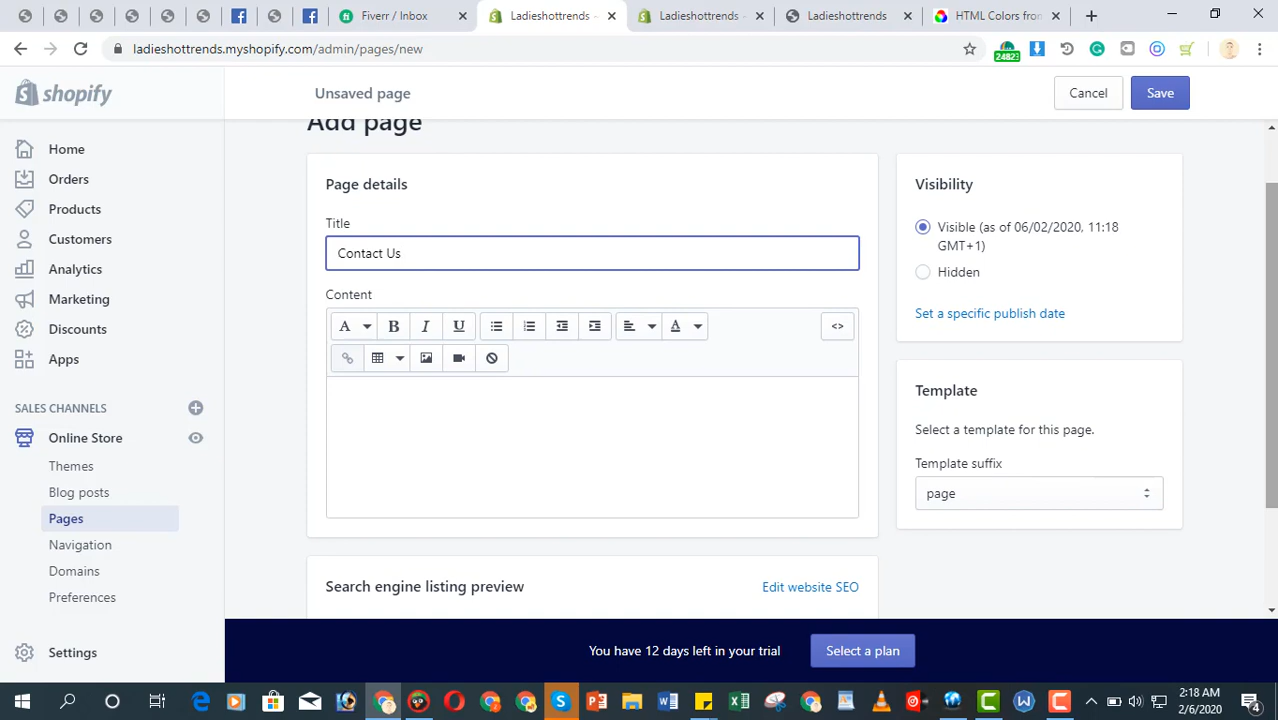 Fiverr / Inbox
Ladieshottrends -
Ladieshottrends -
Ladieshottrends
HTML Colors from
ladieshottrends.myshopify.com/admin/pages/new
24823
shopify
Unsaved page
Cancel
Save
Home
Orders
Products
Customers
Analytics
Marketing
Discounts
Apps
SALES CHANNELS
Online Store
Themes
Blog posts
Pages
Navigation
Domains
Preferences
Settings
Add page
Page details
Title
Contact Us
Content
A
B
I
U
A
<>
Visibility
Visible (as of 06/02/2020, 11:18
GMT+1)
Hidden
Set a specific publish date
Template
Select a template for this page.
Template suffix
page
Search engine listing preview
Edit website SEO
You have 12 days left in your trial
Select a plan
2:18 AM
2/6/2020